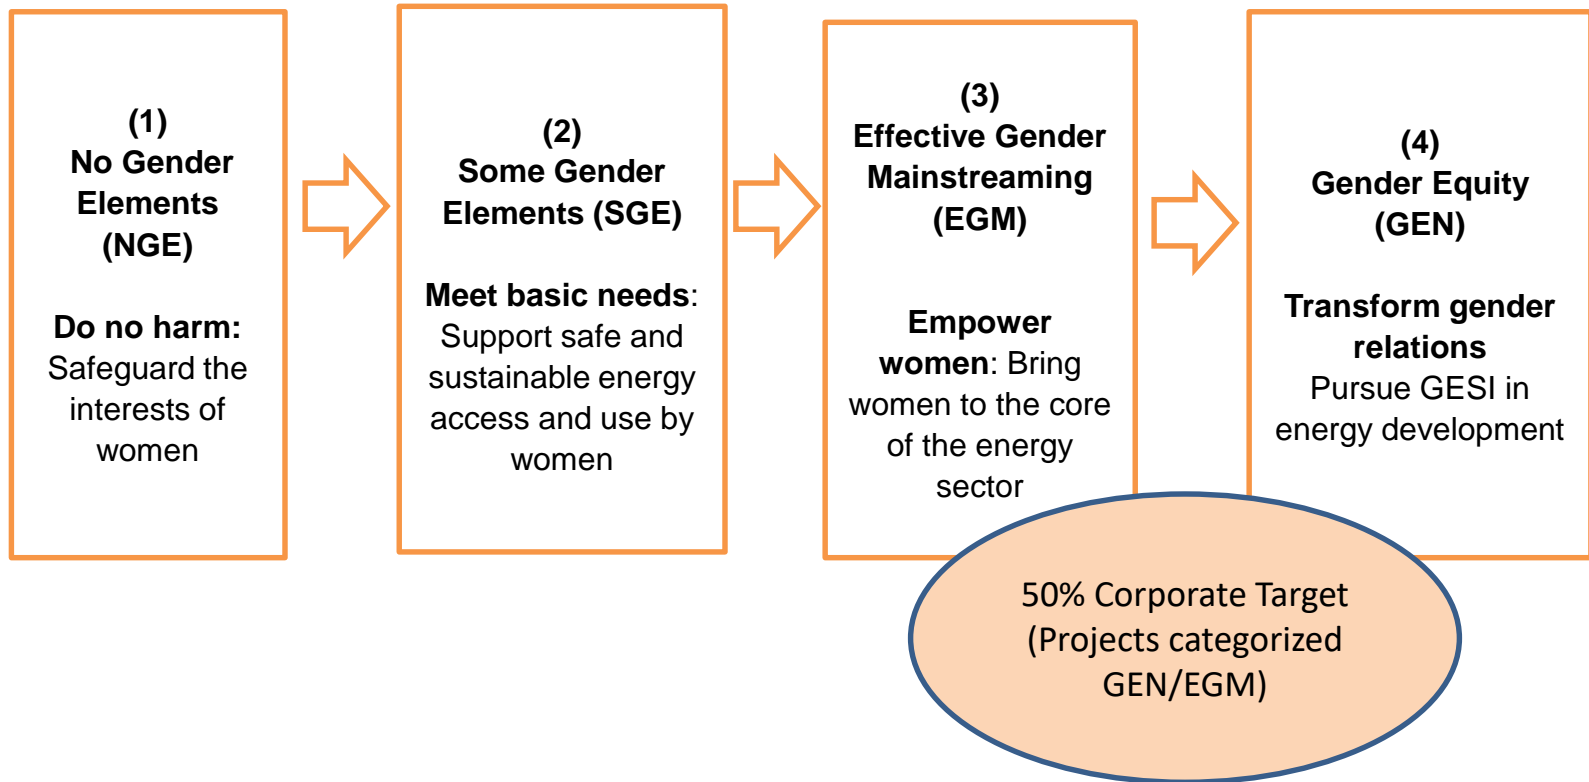 (1)
No Gender
Elements
(NGE)
Do no harm:
Safeguard the
interests of
women
(2)
Some Gender
Elements (SGE)
Meet basic needs:
Support safe and
sustainable energy
access and use by
women
(3)
Effective Gender
Mainstreaming
(EGM)
Empower
women: Bring
women to the core
of the energy
sector
(4)
Gender Equity
(GEN)
Transform gender
relations
Pursue GESI in
energy development
50% Corporate Target
(Projects categorized
GEN/EGM)